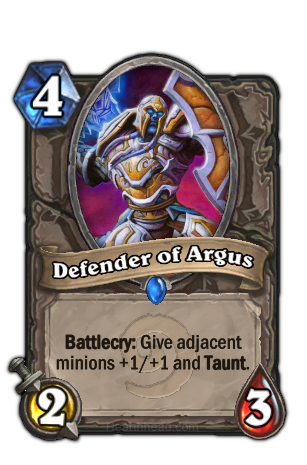 4
Defender of Argus
Battlecry: Give adjacent
minions +1/+1 and Taunt.
2
3